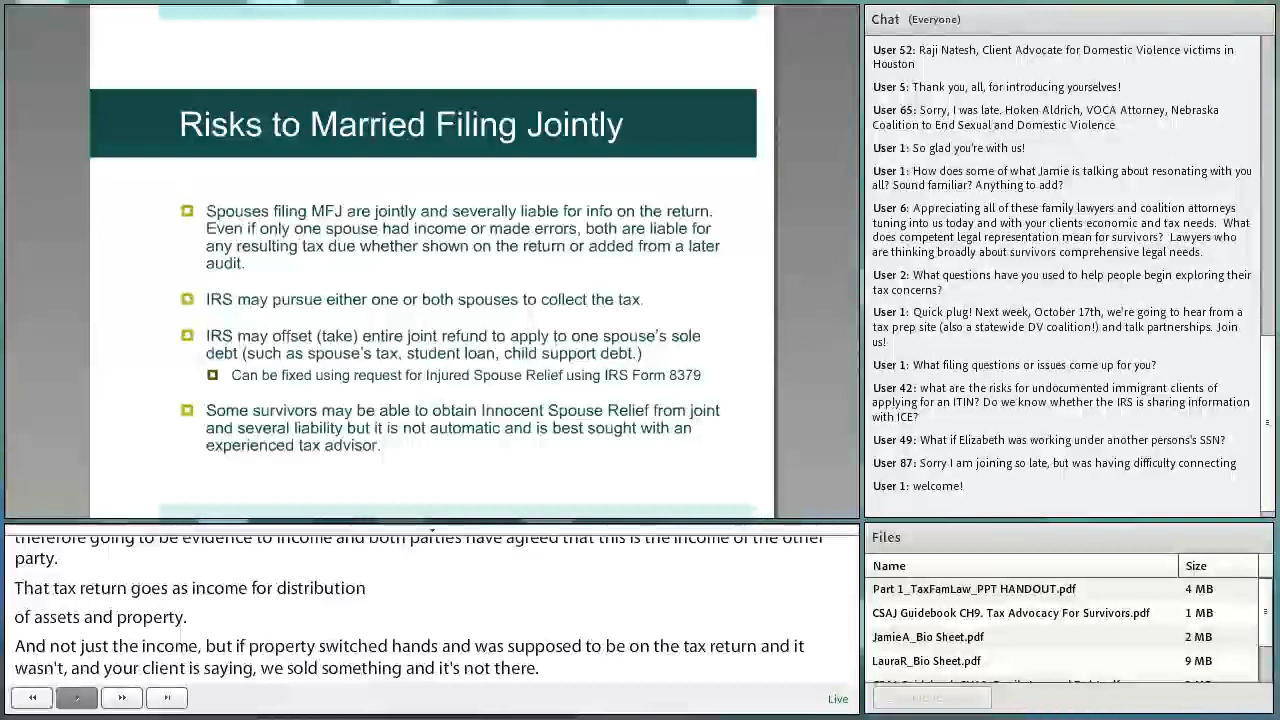 Risks to Married Filing Jointly
Spouses filing MFJ are jointly and severally liable for info on the return.
Even if only one spouse had income or made errors, both are liable for
any resulting tax due whether shown on the return or added from a later
audit.
IRS may pursue either one or both spouses to collect the tax.
IRS may offset (take) entire joint refund to apply to one spouse's sole
debt (such as spouse's tax, student loan, child support debt.)
Can be fixed using request for Injured Spouse Relief using IRS Form 8379
Some survivors may be able to obtain Innocent Spouse Relief from joint
and several liability but it is not automatic and is best sought with an
experienced tax advisor.
therefore going to be evidence to income and both parties have agreed that this is the income of the other
party.
That tax return goes as income for distribution
of assets and property.
And not just the income, but if property switched hands and was supposed to be on the tax return and it
wasn't, and your client is saying, we sold something and it's not there.
Live
Chat (Everyone)
User 52: Raji Natesh, Client Advocate for Domestic Violence victims in
Houston
User 5: Thank you, all, for introducing yourselves!
User 65: Sorry, I was late. Hoken Aldrich, VOCA Attorney, Nebraska
Coalition to End Sexual and Domestic Violence
User 1: So glad you're with us!
User 1: How does some of what Jamie is talking about resonating with you
all? Sound familiar? Anything to add?
User 6: Appreciating all of these family lawyers and coalition attorneys
tuning into us today and with your clients economic and tax needs. What
does competent legal representation mean for survivors? Lawyers who
are thinking broadly about survivors comprehensive legal needs.
User 2: What questions have you used to help people begin exploring their
tax concerns?
User 1: Quick plug! Next week, October 17th, we're going to hear from a
tax prep site (also a statewide DV coalition!) and talk partnerships. Join
us!
User 1: What filing questions or issues come up for you?
User 42: what are the risks for undocumented immigrant clients of
applying for an ITIN? Do we know whether the IRS is sharing information
with ICE?
User 49: What if Elizabeth was working under another persons's SSN?
User 87: Sorry I am joining so late, but was having difficulty connecting
User 1: welcome!
Files
Name Size
Part 1_TaxFamLaw_PPT HANDOUT.pdf 4 MB
CSAJ Guidebook CH9. Tax Advocacy For Survivors.pdf 1 MB
JamieA_Bio Sheet.pdf 2 MB
LauraR_Bio Sheet.pdf 9 MB